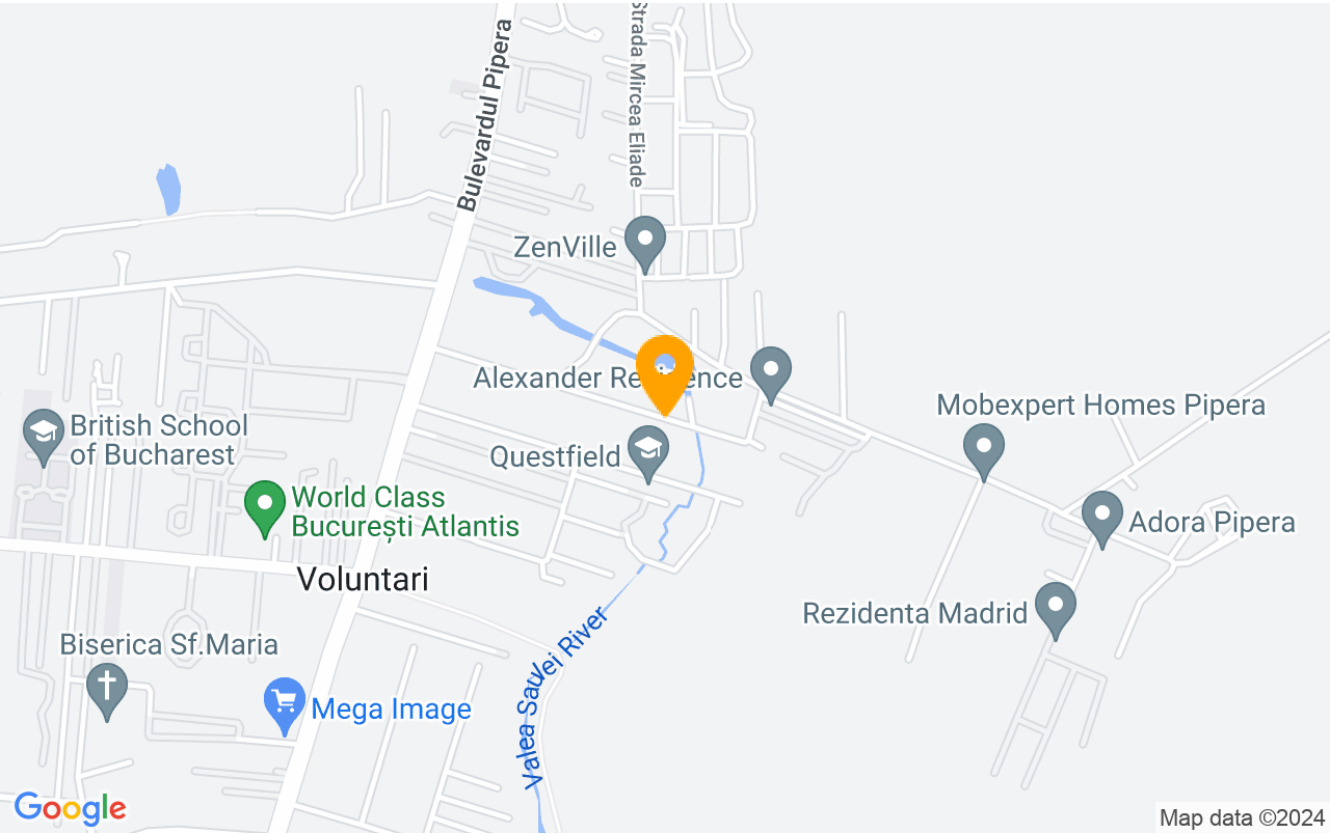 Strada Mircea Eliade
Bulevardul Pipera
ZenVille
Alexander Re ence
Mobexpert Homes Pipera
British School
of Bucharest
Questfield
World Class
București Atlantis
Adora Pipera
Voluntari
Rezidenta Madrid
Biserica Sf.Maria
Valea Saulei River
Mega Image
Google
Map data ©2024